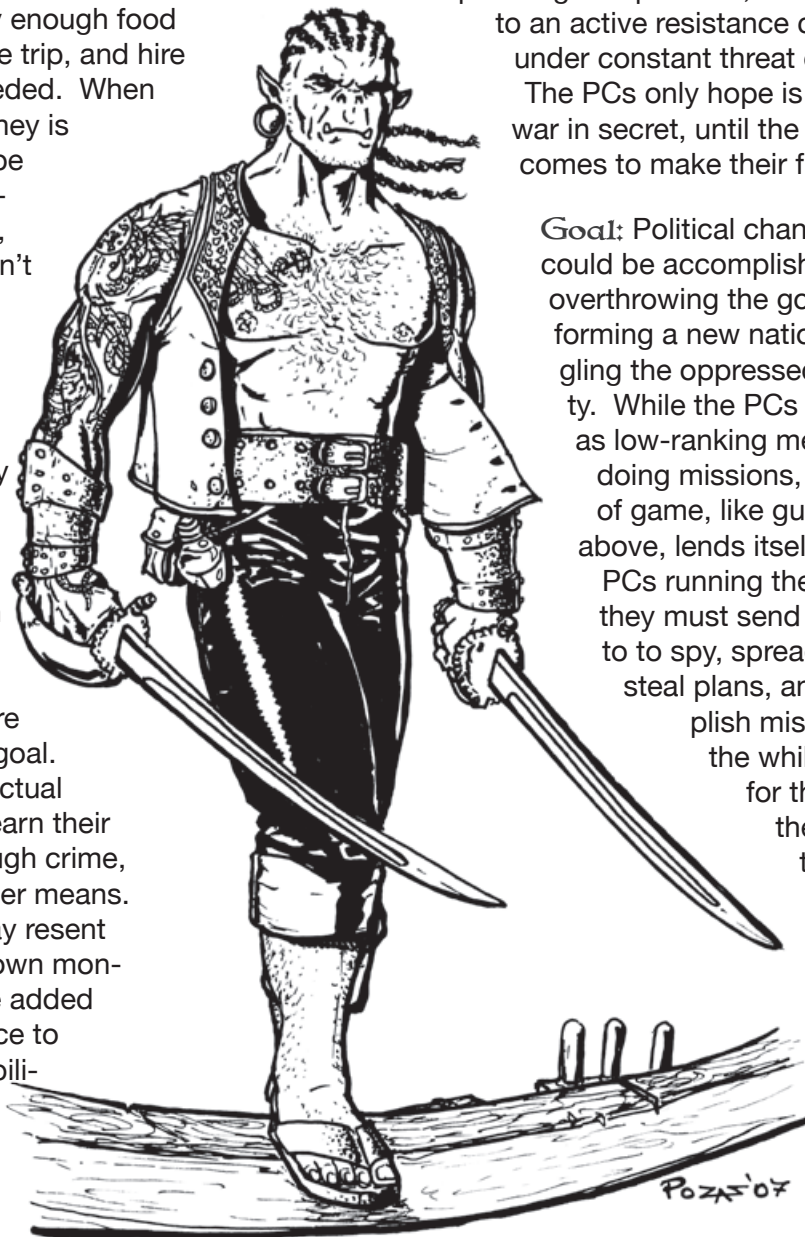 y enough food
e trip, and hire
eded. When
ney is
be
-
,
n't
y
re
goal.
ctual
earn their
ugh crime,
er means.
ay resent
own mon-
e added
ce to
bili-
to an active resistance
under constant threat
The PCs only hope is
war in secret, until the
comes to make their f
Goal: Political chan
could be accomplish
overthrowing the go
forming a new natio
gling the oppressed
ty. While the PCs
as low-ranking me
doing missions,
of game, like gu
above, lends itsel
PCs running the
they must send
to to spy, sprea
steal plans, an
plish mis
the whil
for th
the
t
POZAS'07